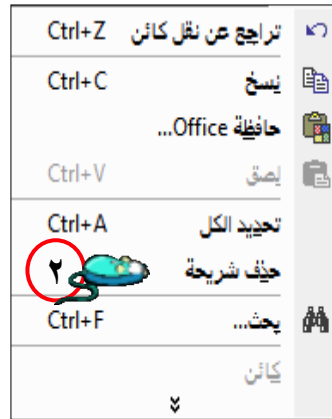 تراجع عن نقل كائن Ctrl+Z
نسخ Ctrl+C
حافظة Office...
لصق Ctrl+V
تحديد الكل Ctrl+A
حذف شريحة ٢
بحث... Ctrl+F
كائن